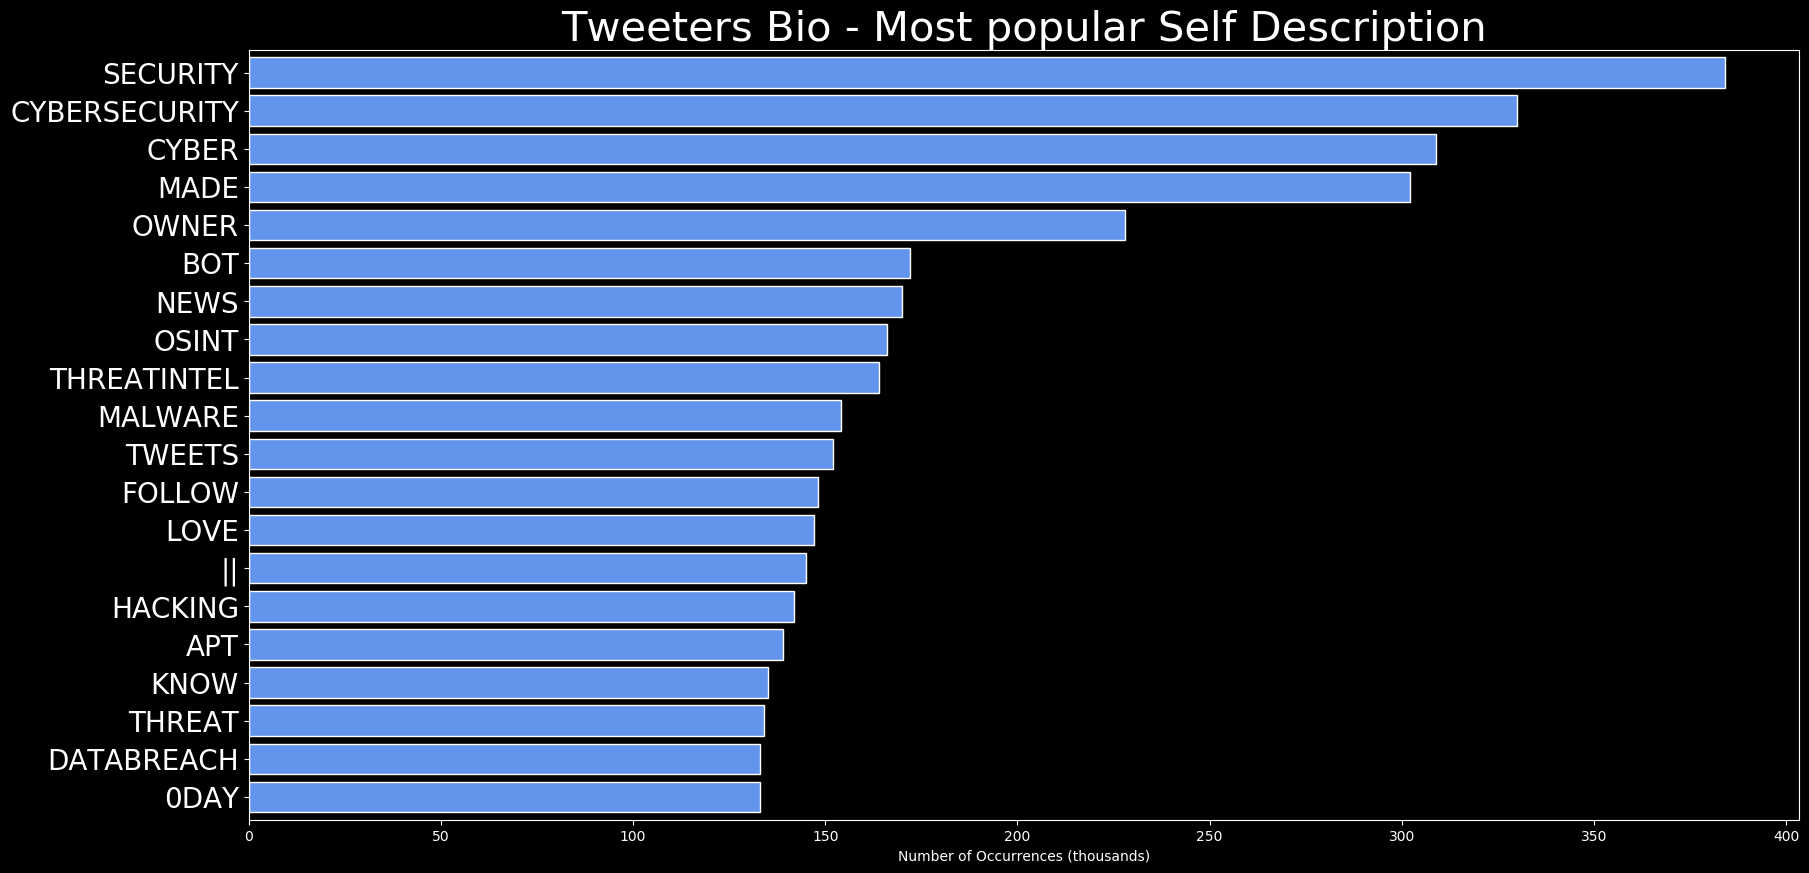 Tweeters Bio - Most popular Self Description
SECURITY
CYBERSECURITY
CYBER
MADE
OWNER
BOT
NEWS
OSINT
THREATINTEL
MALWARE
TWEETS
FOLLOW
LOVE
||
HACKING
APT
KNOW
THREAT
DATABREACH
0DAY
0 50 100 150 200 250 300 350 400
Number of Occurrences (thousands)